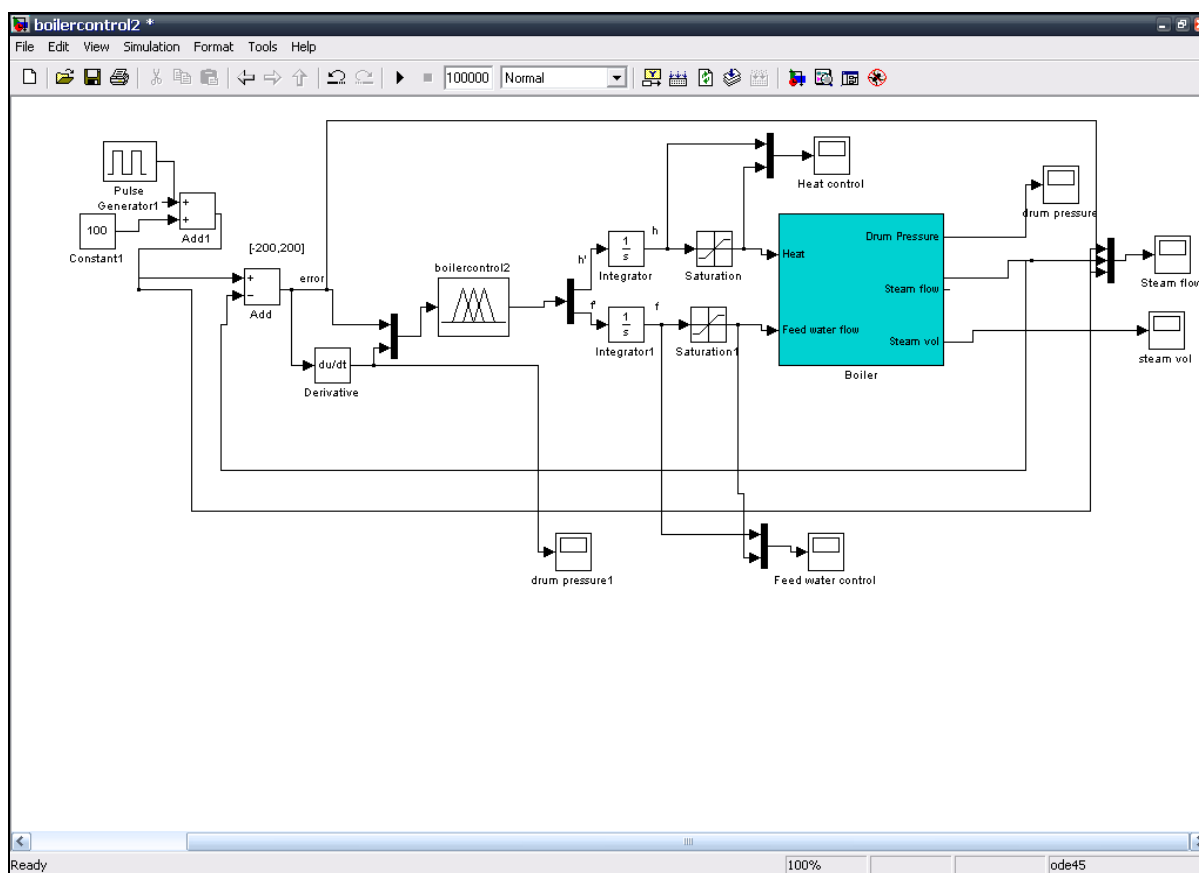 boilercontrol2 *
File Edit View Simulation Format Tools Help
100000 Normal
Pulse
Generator1
100
Constant1
+
+
Add1
[-200,200]
+
−
Add
error
du/dt
Derivative
boilercontrol2
h'
f'
1
s
Integrator
h
1
s
Integrator1
f
Saturation
Saturation1
Heat control
Heat
Feed water flow
Drum Pressure
Steam flow
Steam vol
Boiler
drum pressure
Steam flow
steam vol
drum pressure1
Feed water control
Ready 100% ode45